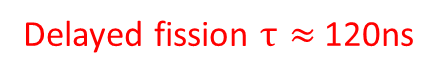 Delayed fission τ ≈ 120ns